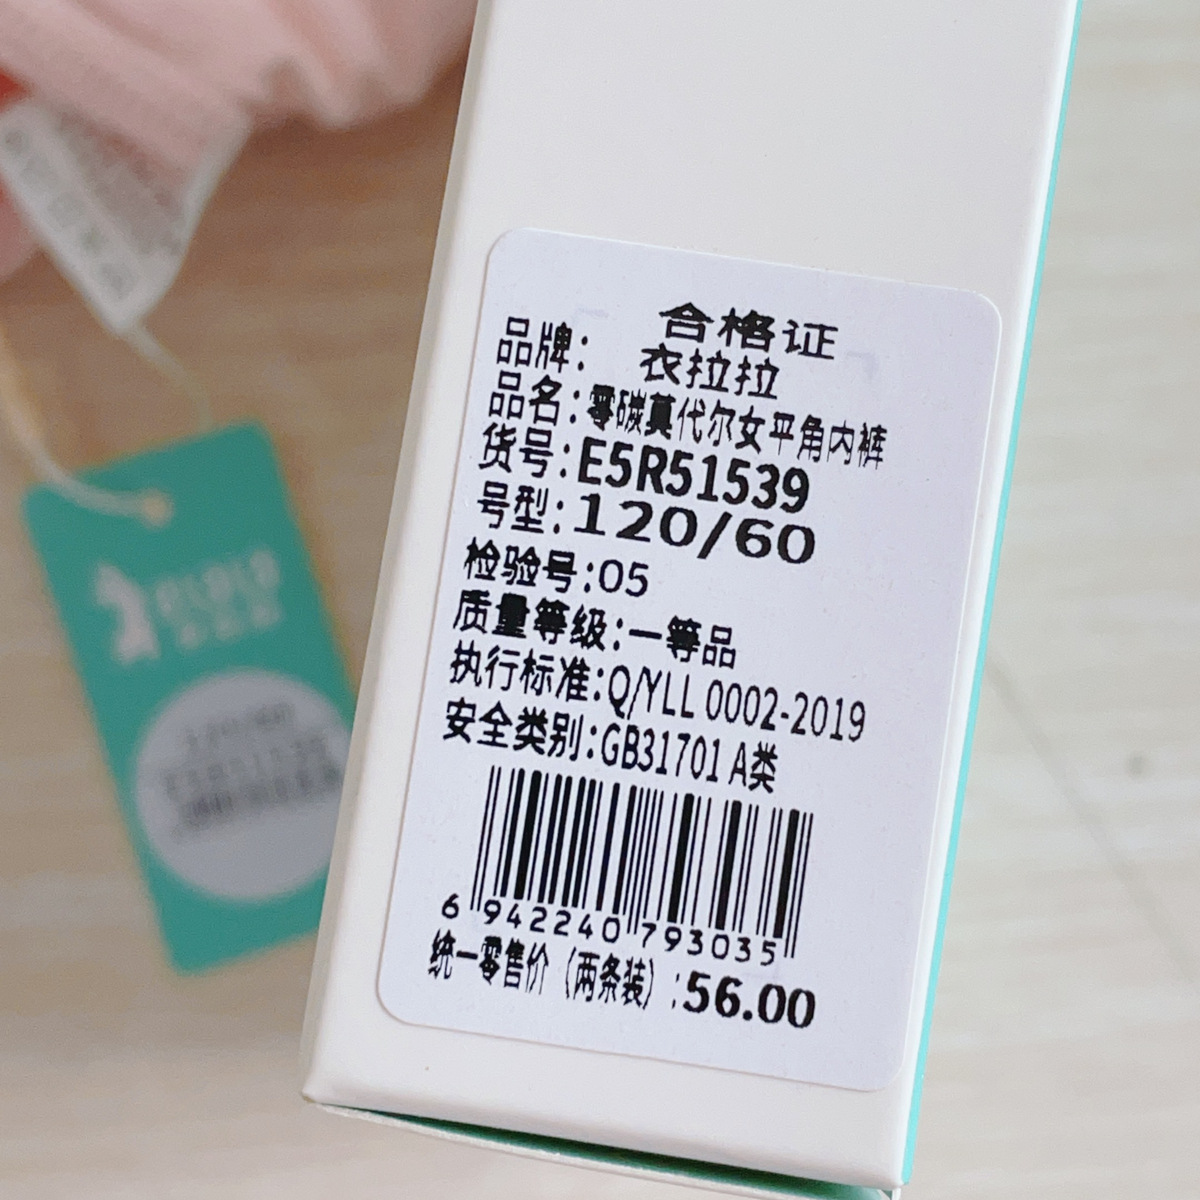 合格证
品牌: 衣拉拉
品名:零碳莫代尔女平角内裤
货号:E5R51539
号型:120/60
检验号:05
质量等级:一等品
执行标准:Q/YLL 0002-2019
安全类别:GB31701 A类
6 942240 793035
统一零售价（两条装）:56.00